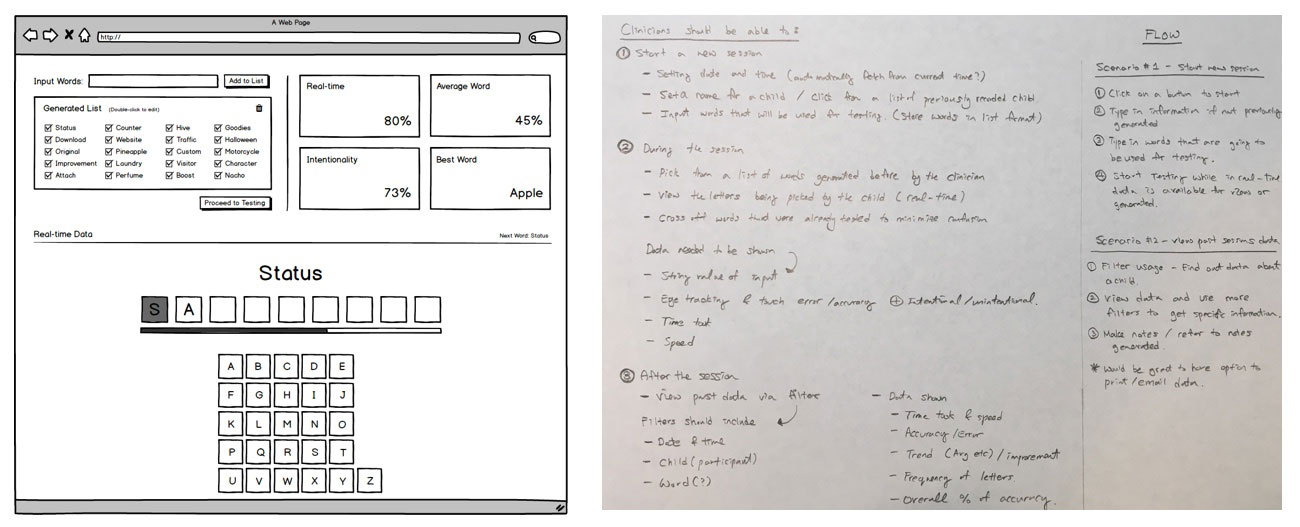 A Web Page
http://
Input Words:
Add to List
Generated List (Double-click to edit)
Status Counter Hive Goodies
Download Website Traffic Halloween
Original Pineapple Custom Motorcycle
Improvement Laundry Visitor Character
Attach Perfume Boost Nacho
Proceed to Testing
Real-time
80%
Average Word
45%
Intentionality
73%
Best Word
Apple
Real-time Data
Next Word: Status
Status
S A
A B C D E
F G H I J
K L M N O
P Q R S T
U V W X Y Z
Clinicians should be able to :
① Start a new session
- Setting date and time (automatically fetch from current time?)
- Set a name for a child / click from a list of previously recorded child
- Input words that will be used for testing. (Store words in list format)
② During the session
- Pick from a list of words generated before by the clinician
- View the letters being picked by the child (real-time)
- Cross off words that were already tested to minimize confusion
Data needed to be shown
- String value of input
- Eye tracking & touch error/accuracy ⊕ Intentional/unintentional.
- Time took
- Speed
③ After the session
- View past data via filters
Filters should include
- Date & time
- Child (participant)
- Word (?)
- Data shown
- Time took & speed
- Accuracy/Error
- Trend (Avg etc) / improvement
- Frequency of letters.
- Overall % of accuracy.
FLOW
Scenario #1 - Start new session
① Click on a button to start
② Type in information if not previously
generated
③ Type in words that are going to
be used for testing.
④ Start Testing while in real-time
data is available for view or
generated.
Scenario #2 - View past sessions data
① Filter usage - Find out data about
a child.
② View data and use more
filters to get specific information.
③ Make notes / refer to notes
generated.
* Would be great to have option to
print/email data.